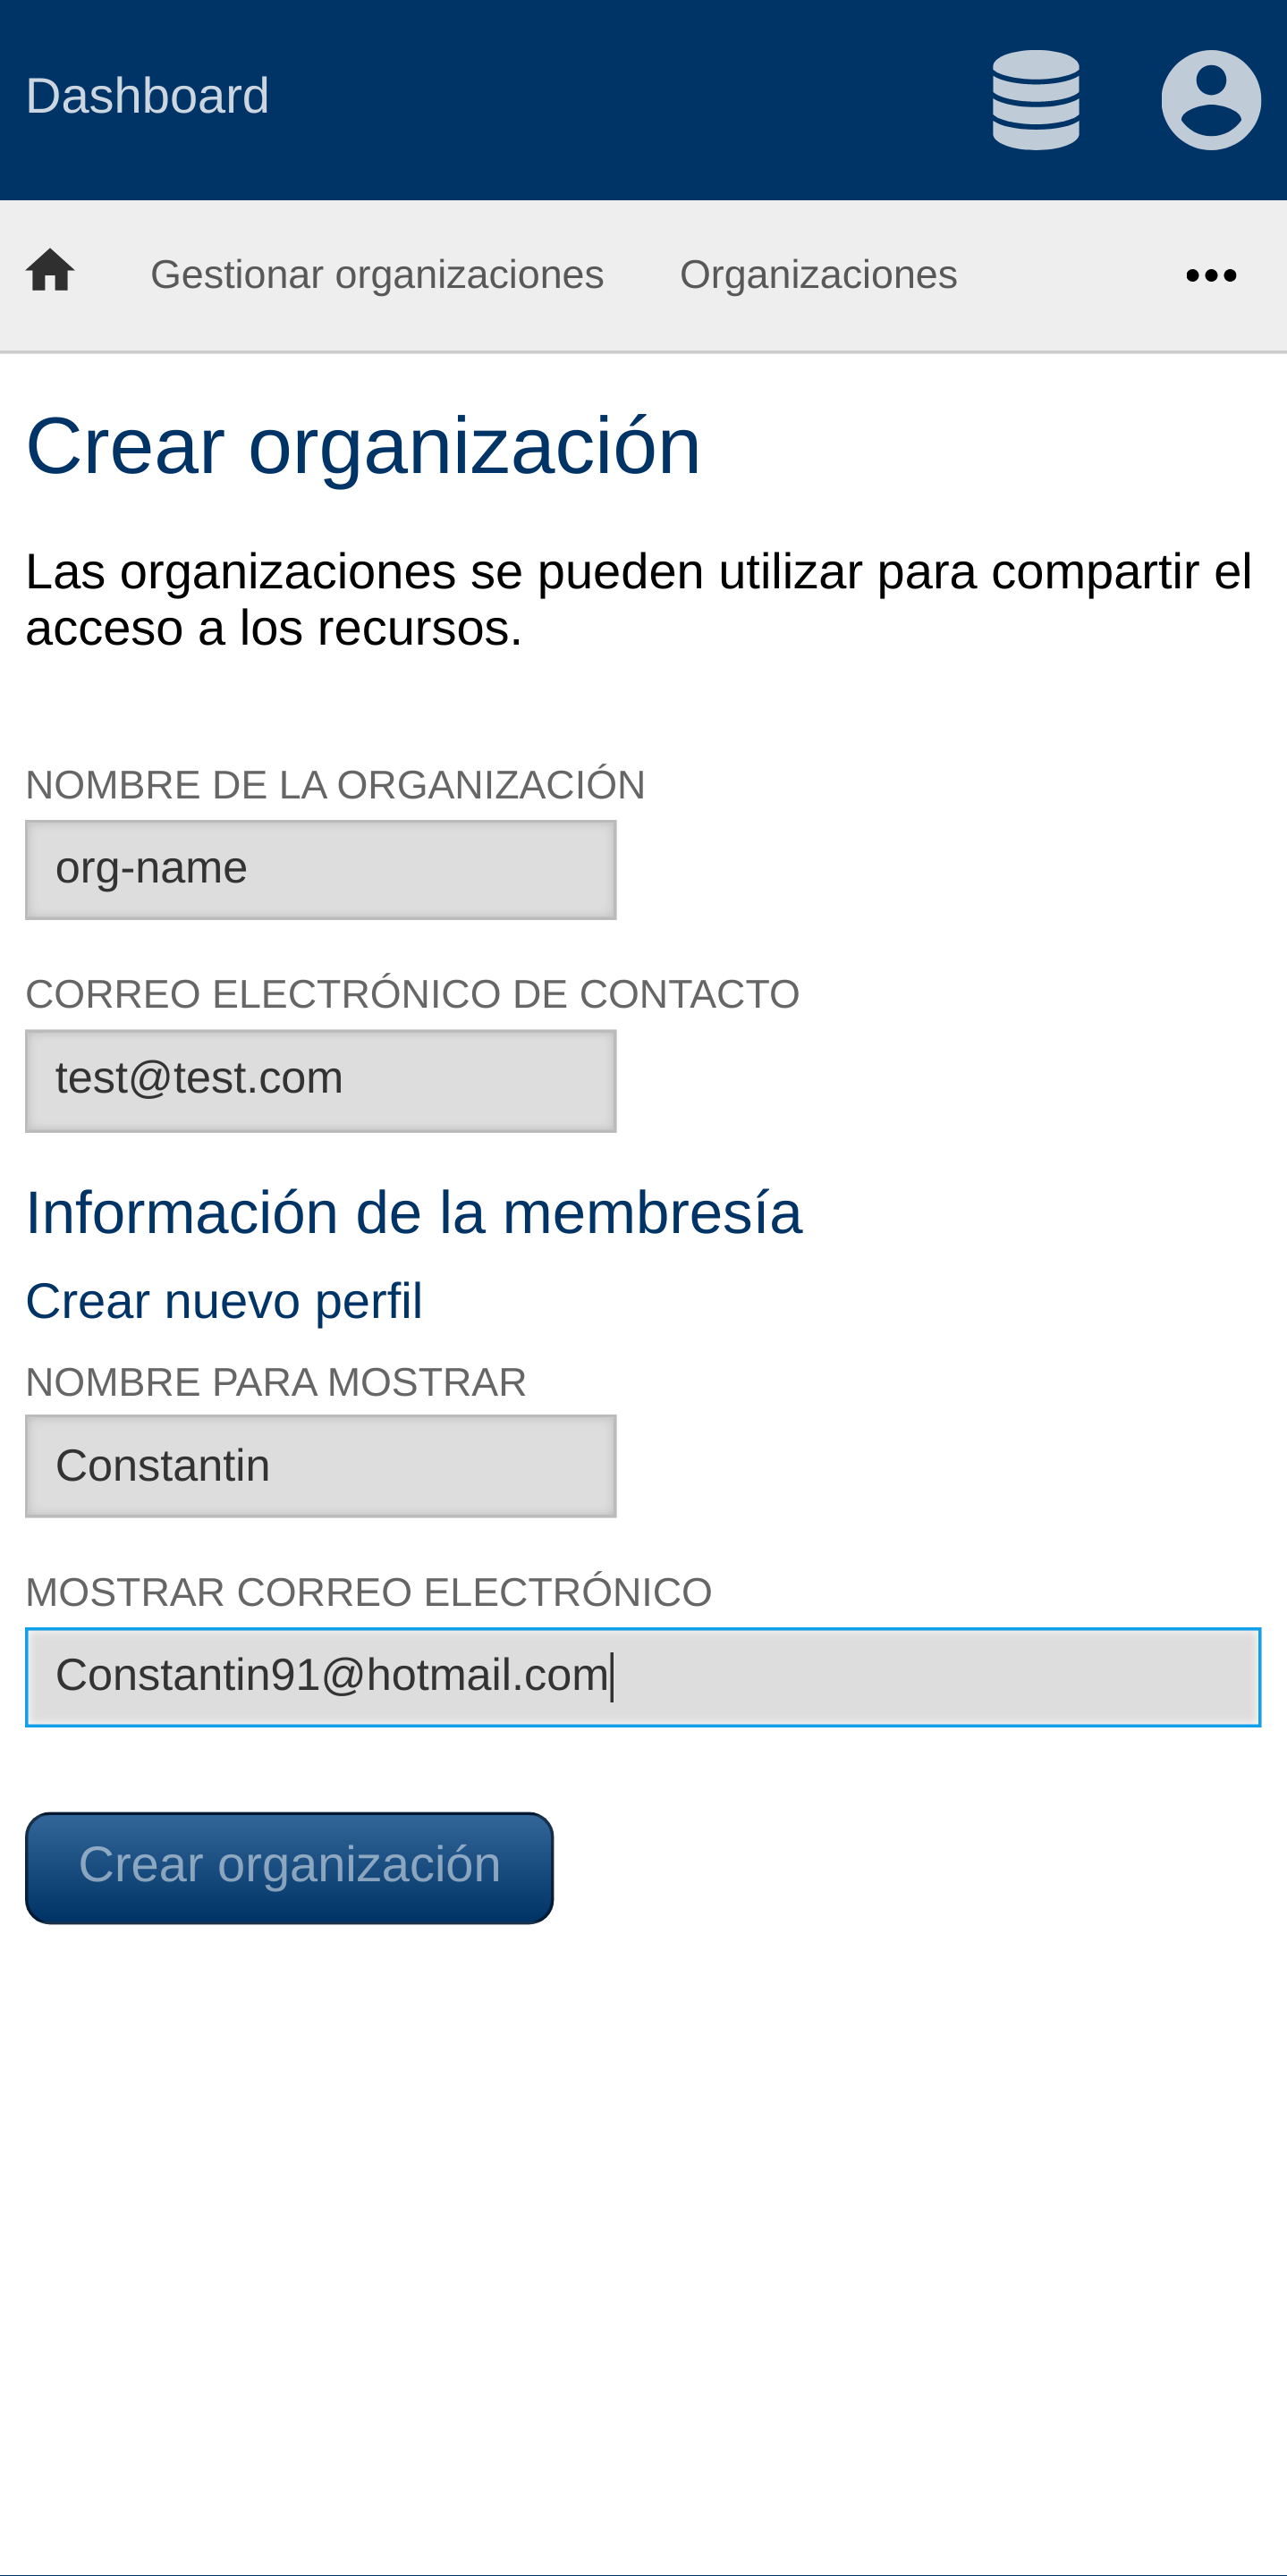 Dashboard
Gestionar organizaciones Organizaciones
Crear organización
Las organizaciones se pueden utilizar para compartir el
acceso a los recursos.
NOMBRE DE LA ORGANIZACIÓN
org-name
CORREO ELECTRÓNICO DE CONTACTO
test@test.com
Información de la membresía
Crear nuevo perfil
NOMBRE PARA MOSTRAR
Constantin
MOSTRAR CORREO ELECTRÓNICO
Constantin91@hotmail.com
Crear organización